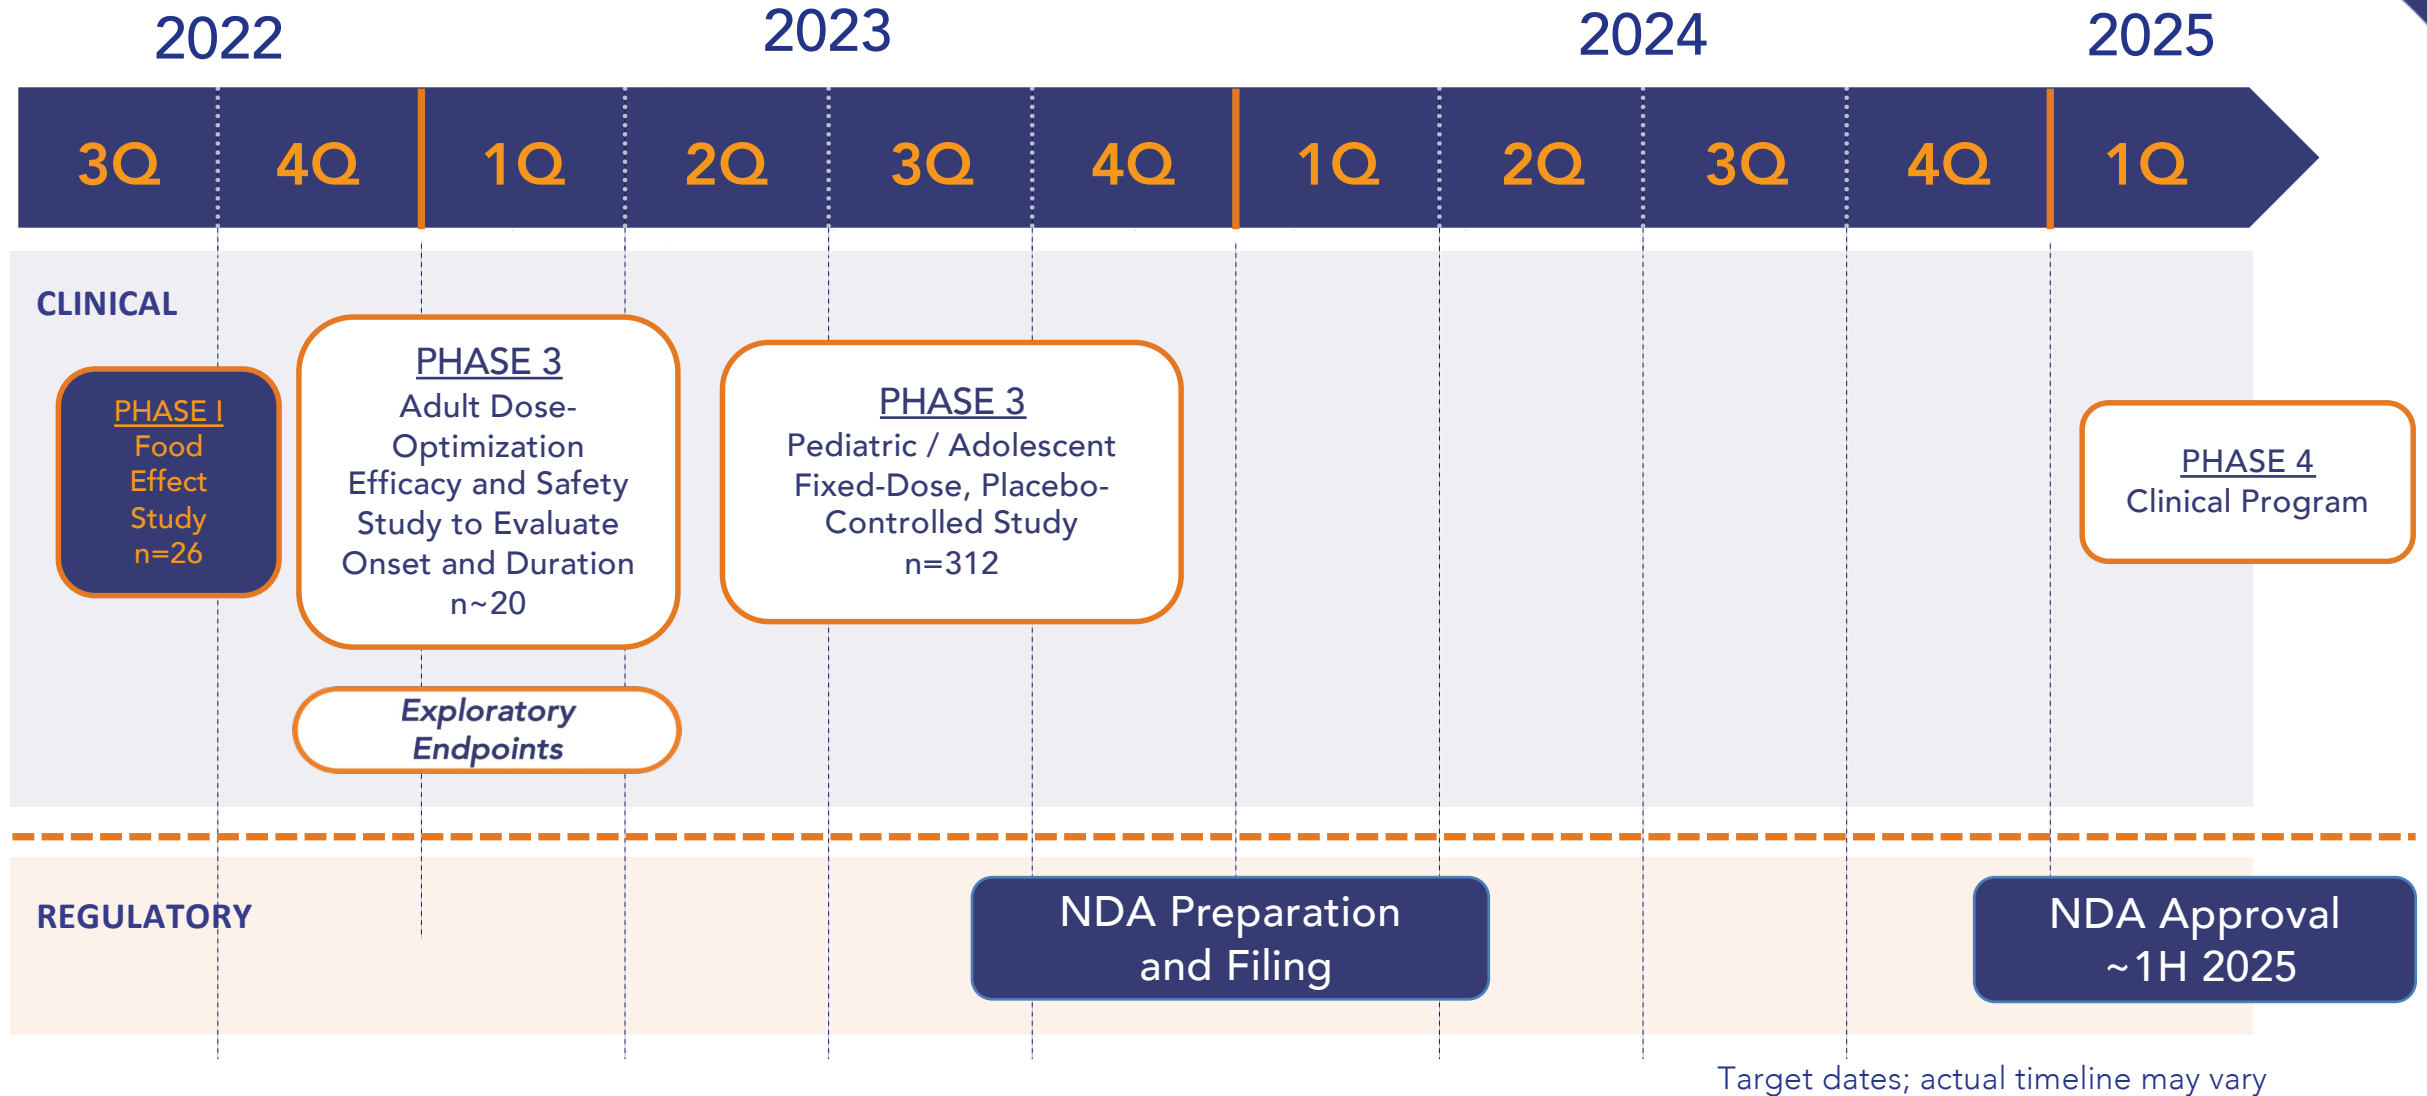 2022
2023
2024
2025
3Q
4Q
1Q
2Q
3Q
4Q
1Q
2Q
3Q
4Q
1Q
CLINICAL
PHASE I
Food
Effect
Study
n=26
PHASE 3
Adult Dose-
Optimization
Efficacy and Safety
Study to Evaluate
Onset and Duration
n~20
Exploratory
Endpoints
PHASE 3
Pediatric / Adolescent
Fixed-Dose, Placebo-
Controlled Study
n=312
PHASE 4
Clinical Program
REGULATORY
NDA Preparation
and Filing
NDA Approval
~1H 2025
Target dates; actual timeline may vary